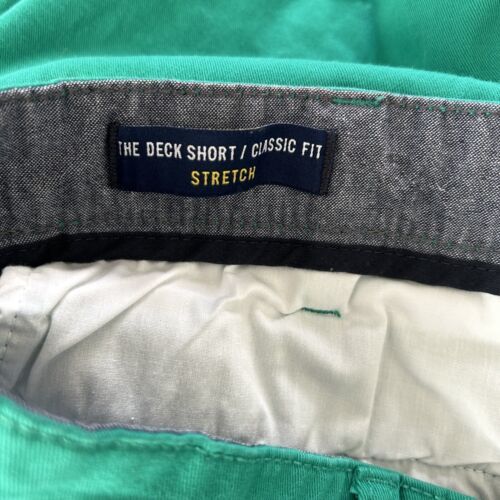 THE DECK SHORT / CLASSIC FIT
STRETCH